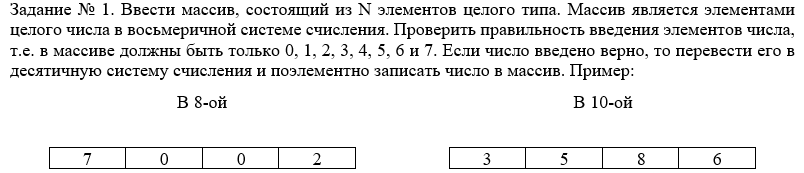 Задание № 1. Ввести массив, состоящий из N элементов целого типа. Массив является элементами
целого числа в восьмеричной системе счисления. Проверить правильность введения элементов числа,
т.е. в массиве должны быть только 0, 1, 2, 3, 4, 5, 6 и 7. Если число введено верно, то перевести его в
десятичную систему счисления и поэлементно записать число в массив. Пример:
В 8-ой В 10-ой
7 0 0 2 3 5 8 6